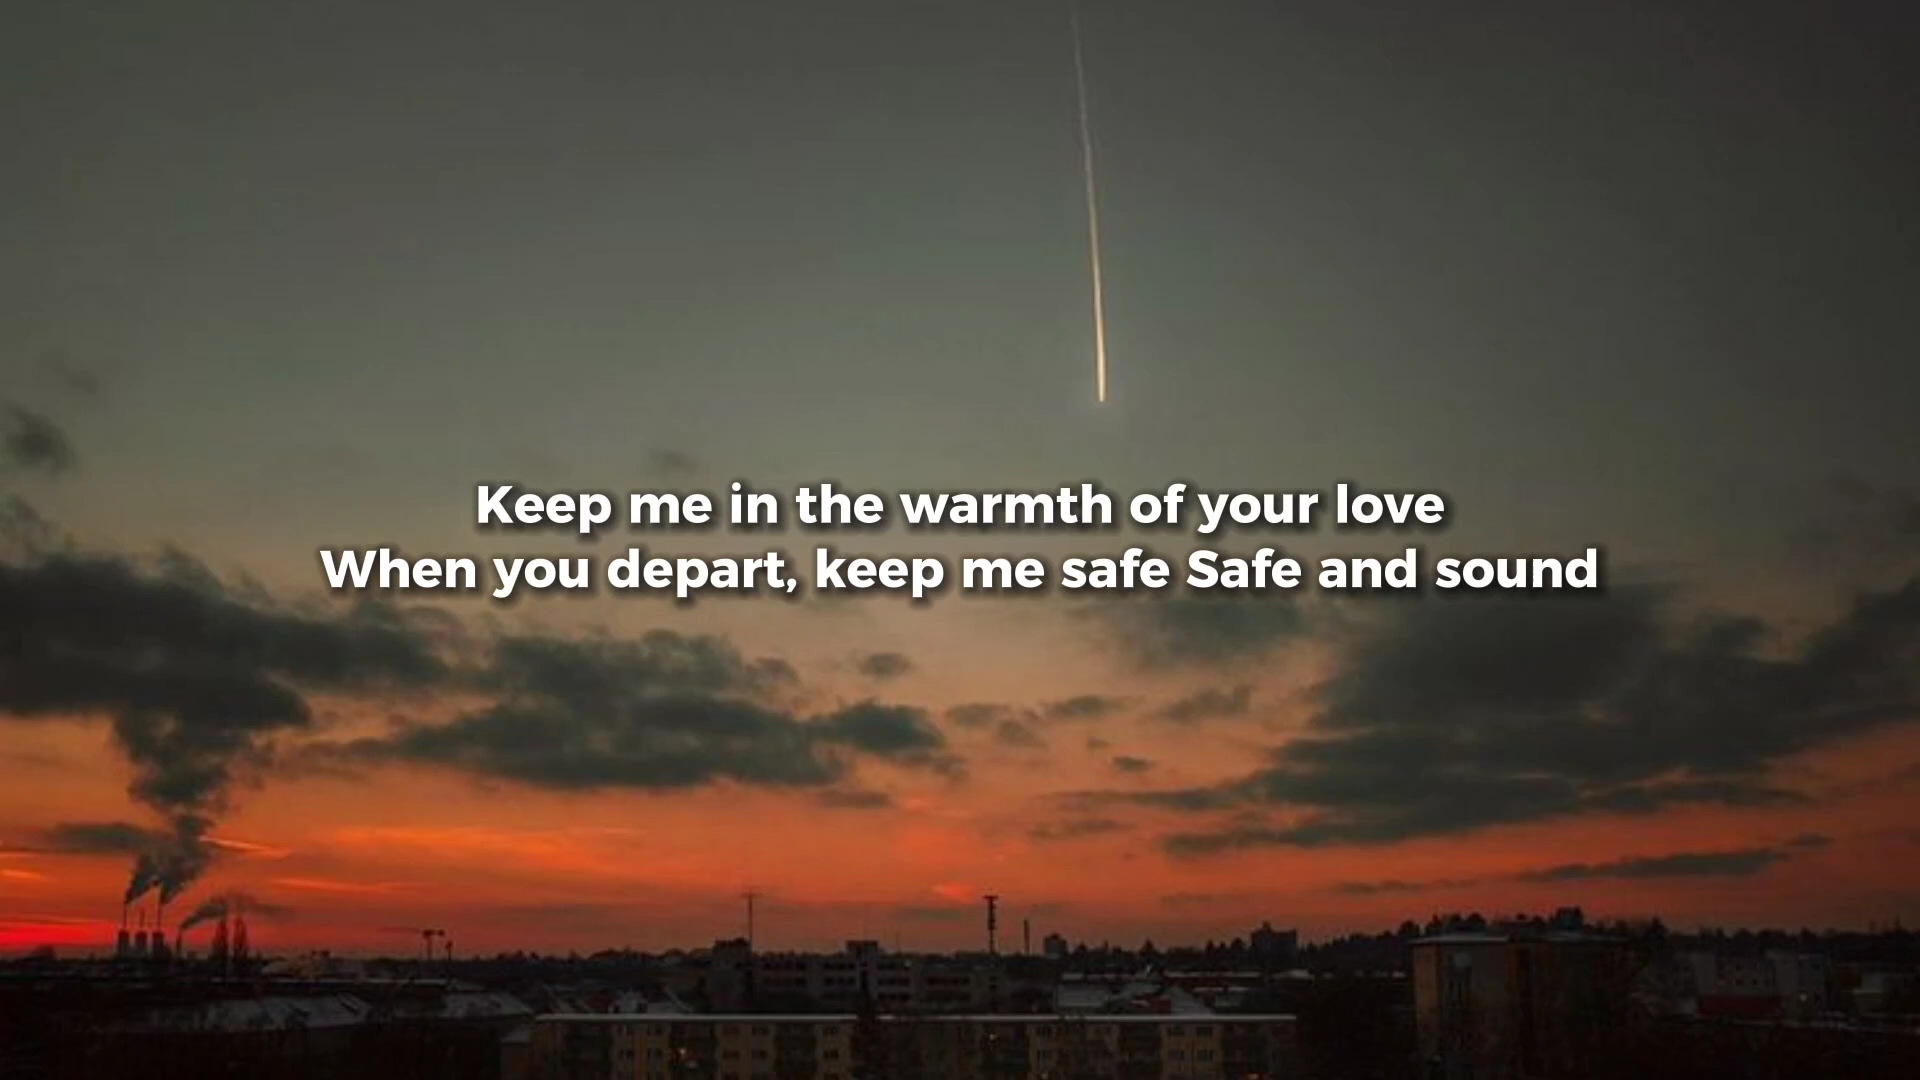 Keep me in the warmth of your love
When you depart, keep me safe Safe and sound